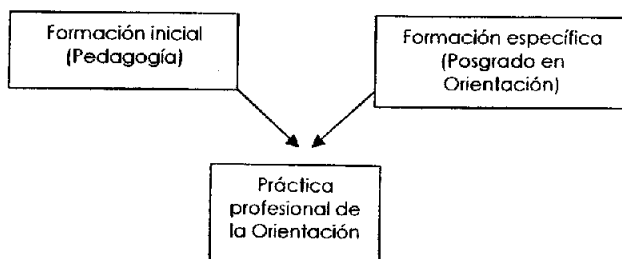 Formación inicial
(Pedagogía)
Formación específica
(Posgrado en
Orientación)
Práctica
profesional de
la Orientación